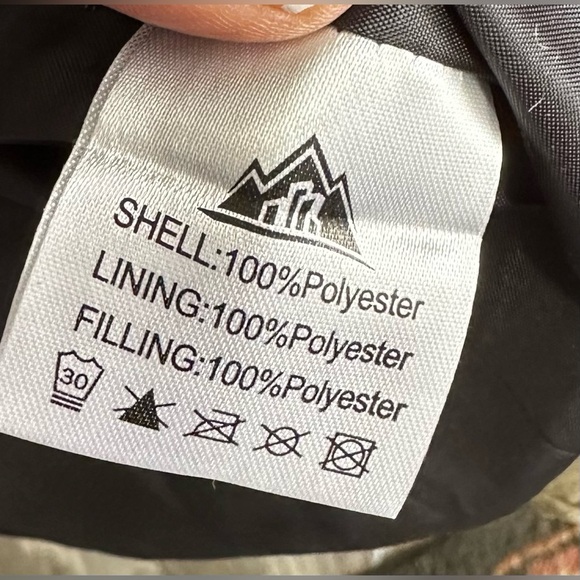 SHELL:100%Polyester
LINING:100%Polyester
FILLING:100%Polyester
30